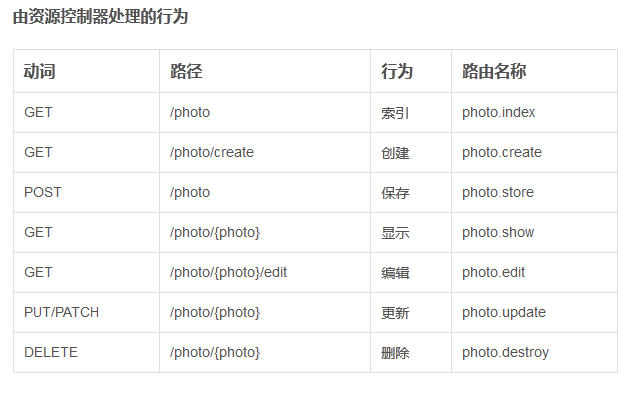 由资源控制器处理的行为
动词 路径 行为 路由名称
GET /photo 索引 photo.index
GET /photo/create 创建 photo.create
POST /photo 保存 photo.store
GET /photo/{photo} 显示 photo.show
GET /photo/{photo}/edit 编辑 photo.edit
PUT/PATCH /photo/{photo} 更新 photo.update
DELETE /photo/{photo} 删除 photo.destroy